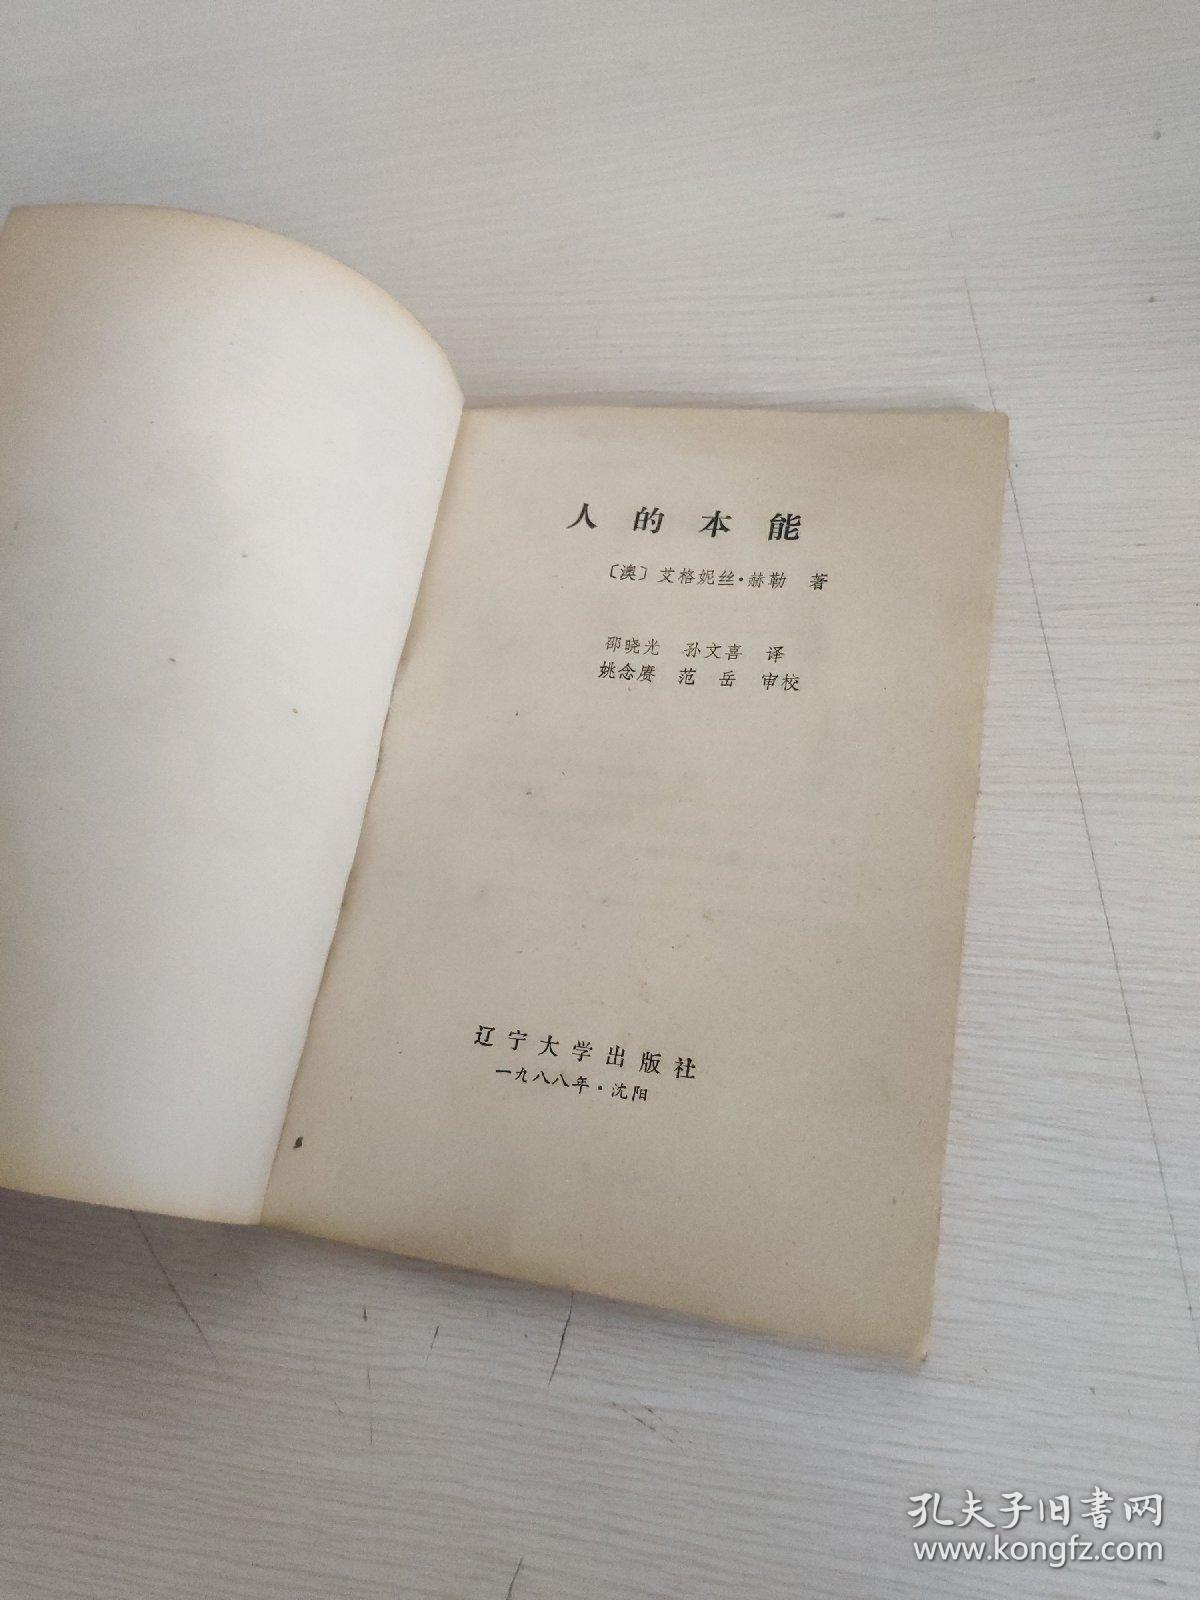 人的本能
〔澳〕艾格妮丝·赫勒 著
邵晓光 孙文喜 译
姚念赓 范岳 审校
辽宁大学出版社
一九八八年·沈阳
孔夫子旧书网
www.kongfz.com